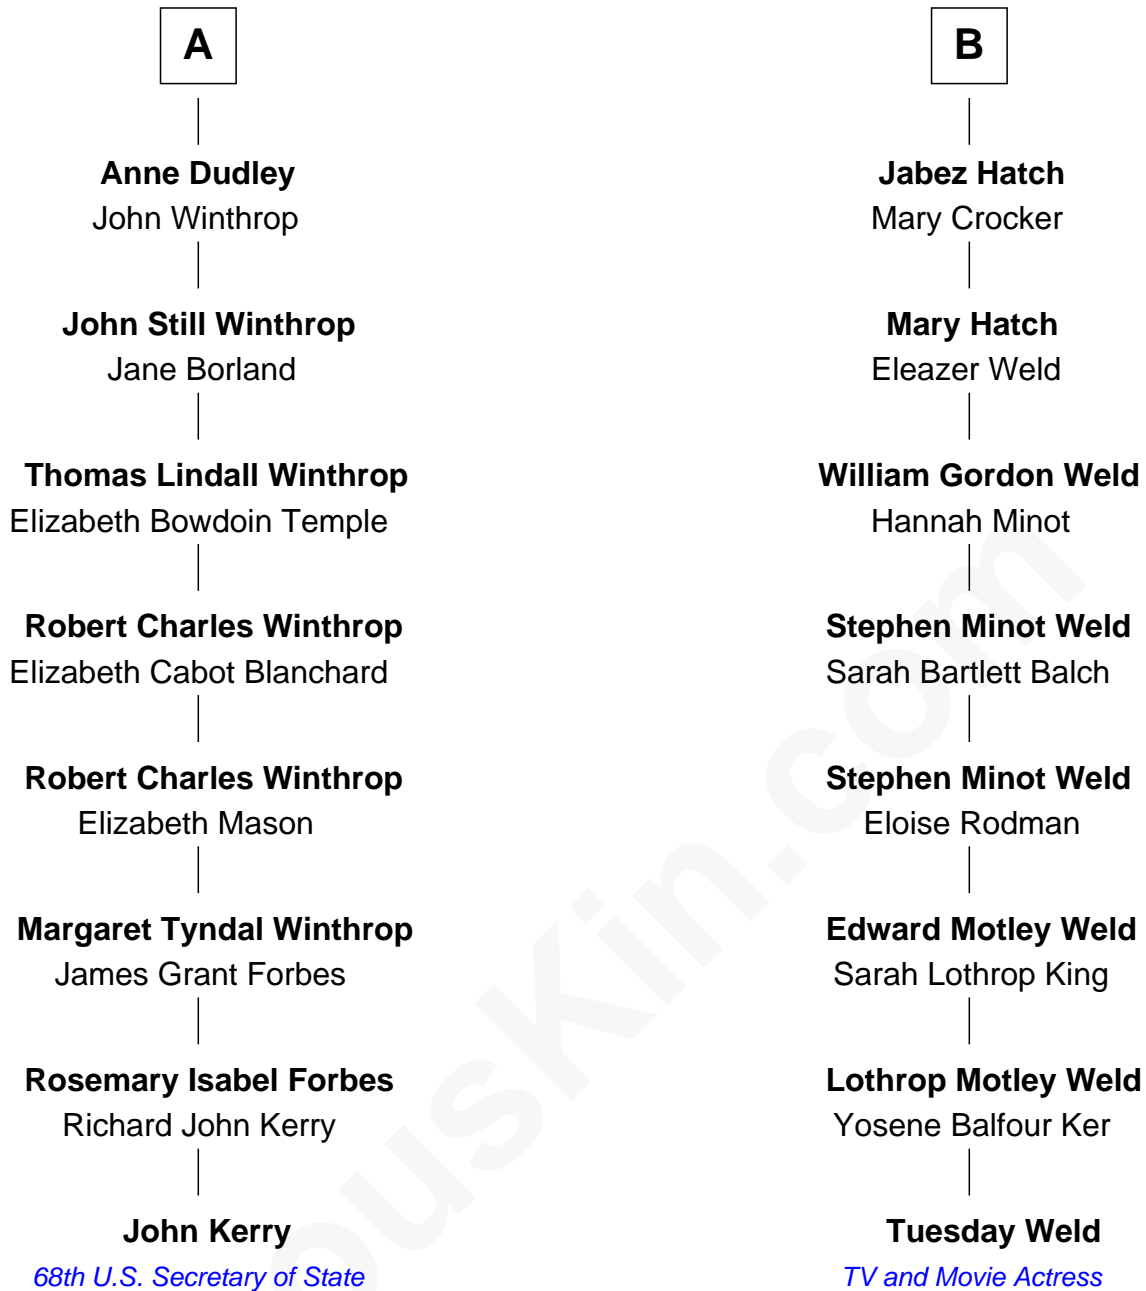 A
Anne Dudley
John Winthrop
John Still Winthrop
Jane Borland
Thomas Lindall Winthrop
Elizabeth Bowdoin Temple
Robert Charles Winthrop
Elizabeth Cabot Blanchard
Robert Charles Winthrop
Elizabeth Mason
Margaret Tyndal Winthrop
James Grant Forbes
Rosemary Isabel Forbes
Richard John Kerry
John Kerry
68th U.S. Secretary of State
B
Jabez Hatch
Mary Crocker
Mary Hatch
Eleazer Weld
William Gordon Weld
Hannah Minot
Stephen Minot Weld
Sarah Bartlett Balch
Stephen Minot Weld
Eloise Rodman
Edward Motley Weld
Sarah Lothrop King
Lothrop Motley Weld
Yosene Balfour Ker
Tuesday Weld
TV and Movie Actress
ousKin.com